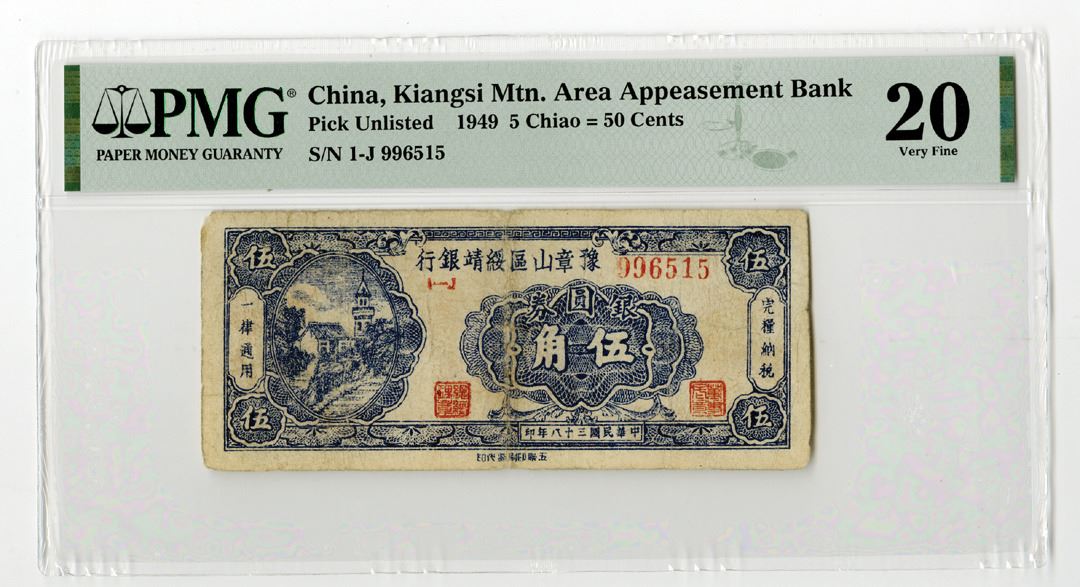 PMG®
PAPER MONEY GUARANTY
China, Kiangsi Mtn. Area Appeasement Bank
Pick Unlisted 1949 5 Chiao = 50 Cents
S/N 1-J 996515
20
Very Fine
行銀靖綏區山章豫
996515
伍
伍
券圓銀
角伍
一律通用
完糧納稅
伍
伍
印年八十三國民華中